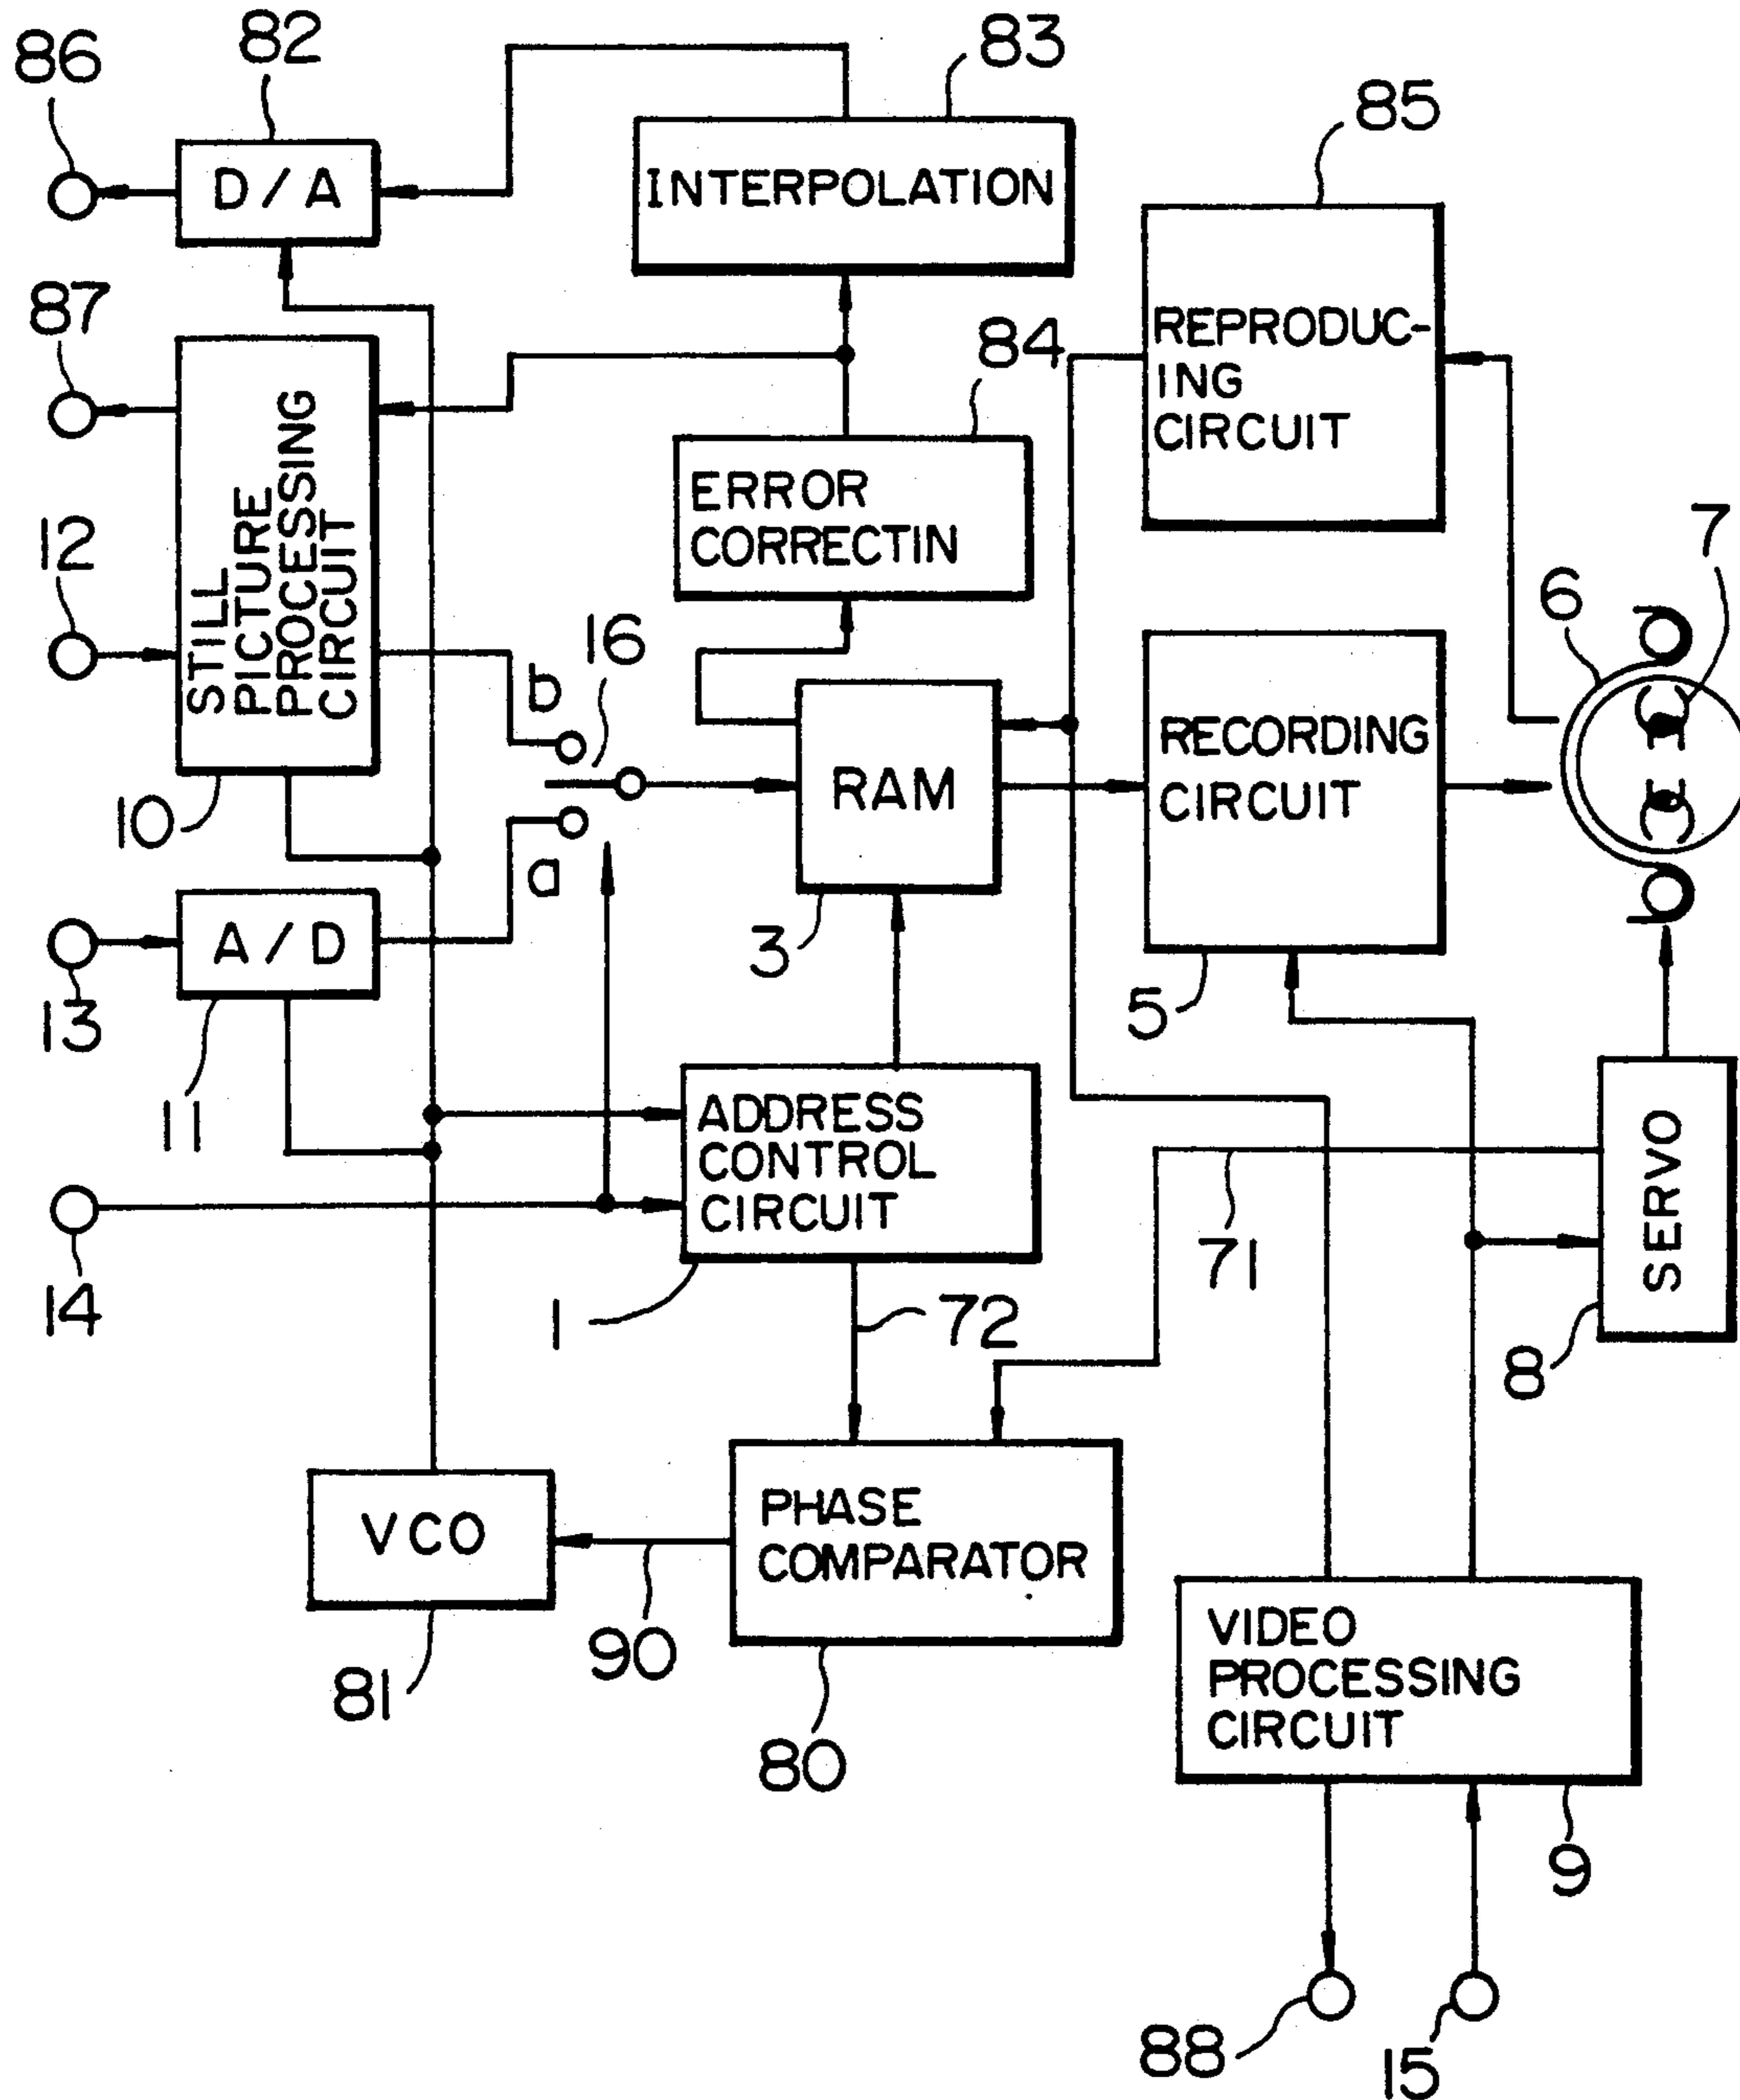 86
82
83
85
D/A
INTERPOLATION
87
84
REPRODUC-
ING
CIRCUIT
STILL
PICTURE
PROCESSING
CIRCUIT
ERROR
CORRECTIN
12
7
6
16
b
RAM
RECORDING
CIRCUIT
10
a
A/D
3
13
5
11
ADDRESS
CONTROL
CIRCUIT
SERVO
71
14
1
72
8
VCO
PHASE
COMPARATOR
90
81
80
VIDEO
PROCESSING
CIRCUIT
9
88
15